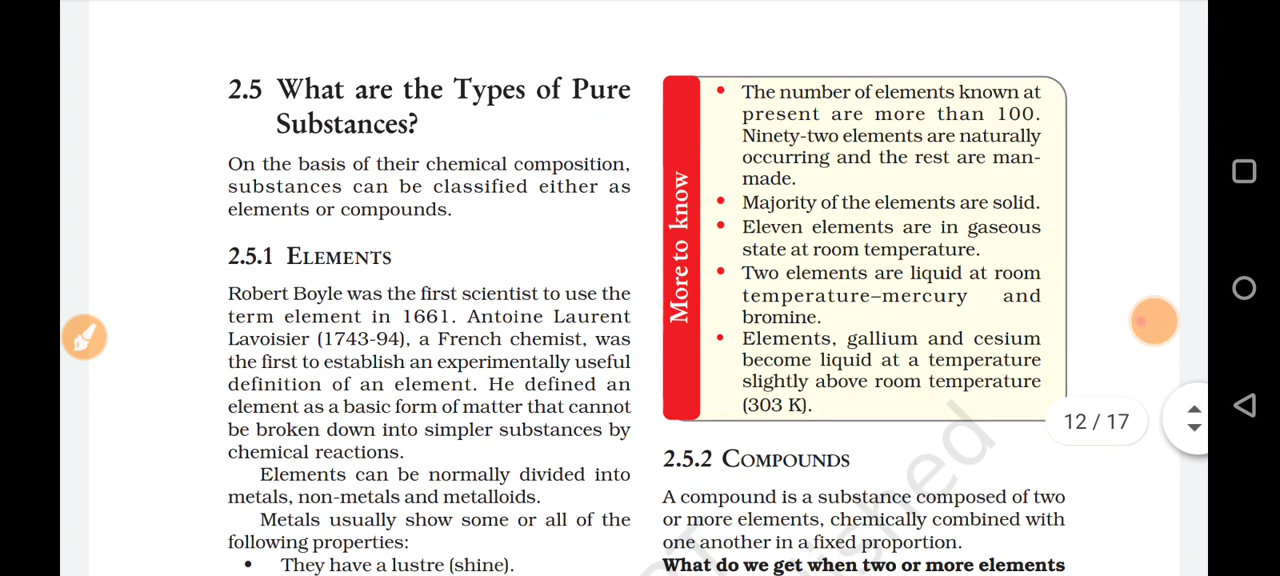 2.5 What are the Types of Pure
Substances?
On the basis of their chemical composition,
substances can be classified either as
elements or compounds.
2.5.1 ELEMENTS
Robert Boyle was the first scientist to use the
term element in 1661. Antoine Laurent
Lavoisier (1743-94), a French chemist, was
the first to establish an experimentally useful
definition of an element. He defined an
element as a basic form of matter that cannot
be broken down into simpler substances by
chemical reactions.
Elements can be normally divided into
metals, non-metals and metalloids.
Metals usually show some or all of the
following properties:
• They have a lustre (shine).
More to know
• The number of elements known at
present are more than 100.
Ninety-two elements are naturally
occurring and the rest are man-
made.
• Majority of the elements are solid.
• Eleven elements are in gaseous
state at room temperature.
• Two elements are liquid at room
temperature–mercury and
bromine.
• Elements, gallium and cesium
become liquid at a temperature
slightly above room temperature
(303 K).
12 / 17
2.5.2 COMPOUNDS
A compound is a substance composed of two
or more elements, chemically combined with
one another in a fixed proportion.
What do we get when two or more elements